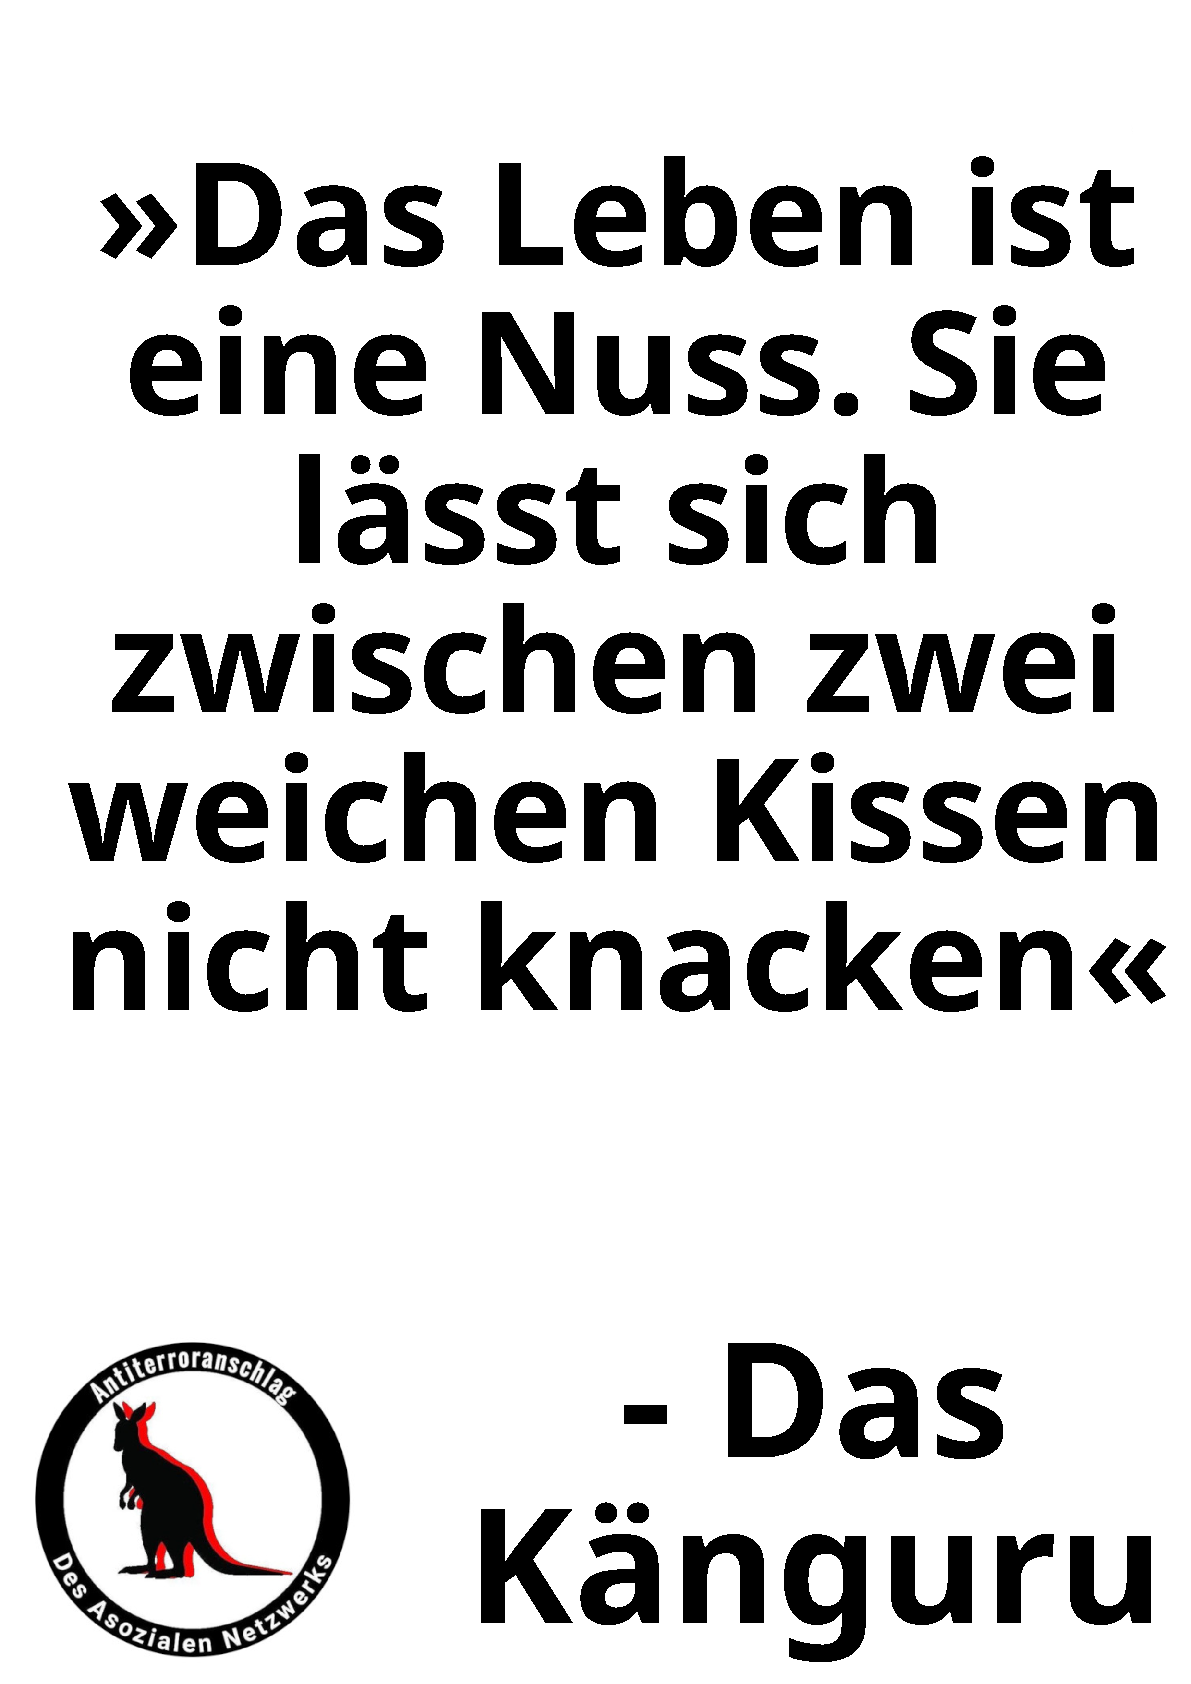 »Das Leben ist
eine Nuss. Sie
lässt sich
zwischen zwei
weichen Kissen
nicht knacken«
- Das
Känguru
Antiterroranschlag
Des Asozialen Netzwerks